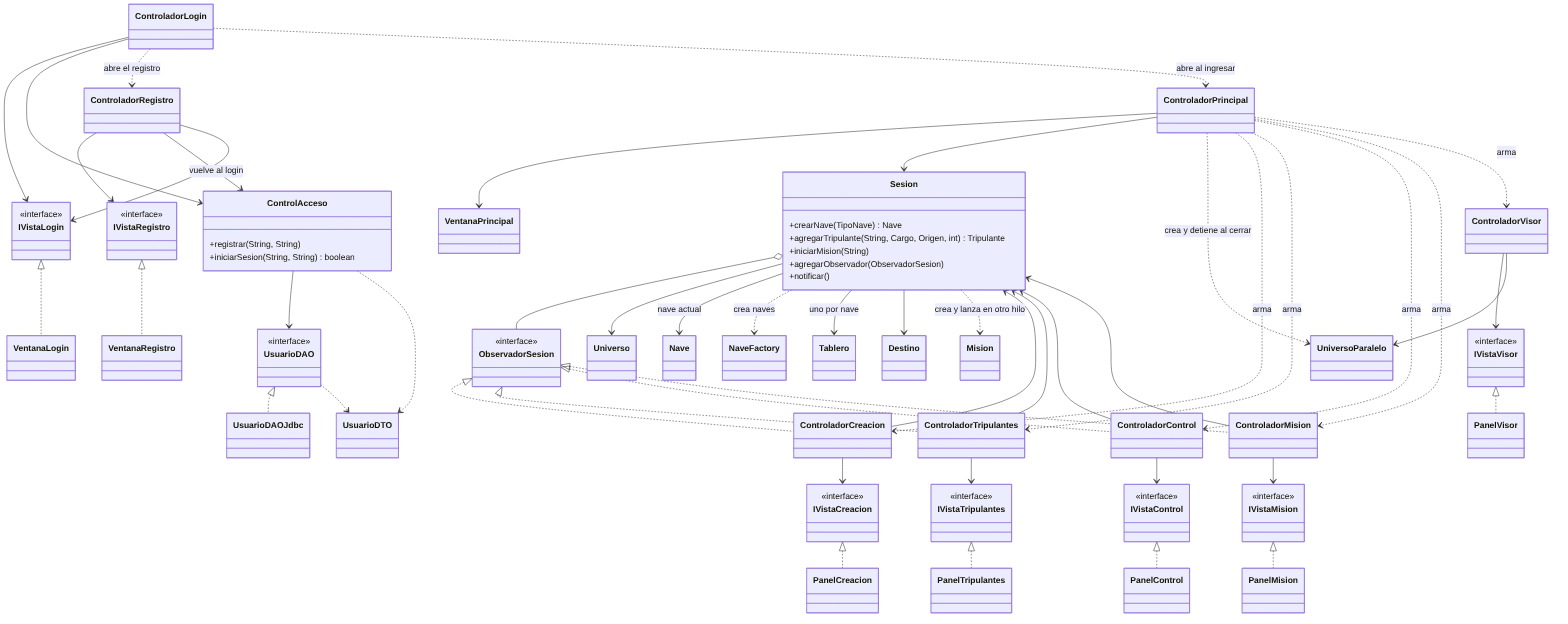 ControladorLogin
abre el registro
abre al ingresar
ControladorRegistro
ControladorPrincipal
vuelve al login
arma
«interface»
IVistaLogin
«interface»
IVistaRegistro
ControlAcceso
+registrar(String, String)
+iniciarSesion(String, String) : boolean
VentanaPrincipal
Sesion
+crearNave(TipoNave) : Nave
+agregarTripulante(String, Cargo, Origen, int) : Tripulante
+iniciarMision(String)
+agregarObservador(ObservadorSesion)
+notificar()
crea y detiene al cerrar
ControladorVisor
nave actual
crea naves
uno por nave
crea y lanza en otro hilo
arma
arma
arma
arma
VentanaLogin
VentanaRegistro
«interface»
UsuarioDAO
«interface»
ObservadorSesion
Universo
Nave
NaveFactory
Tablero
Destino
Mision
UniversoParalelo
«interface»
IVistaVisor
UsuarioDAOJdbc
UsuarioDTO
ControladorCreacion
ControladorTripulantes
ControladorControl
ControladorMision
PanelVisor
«interface»
IVistaCreacion
«interface»
IVistaTripulantes
«interface»
IVistaControl
«interface»
IVistaMision
PanelCreacion
PanelTripulantes
PanelControl
PanelMision